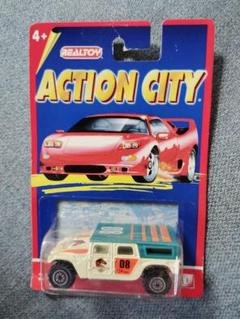 4+
REALTOY
ACTION CITY
08